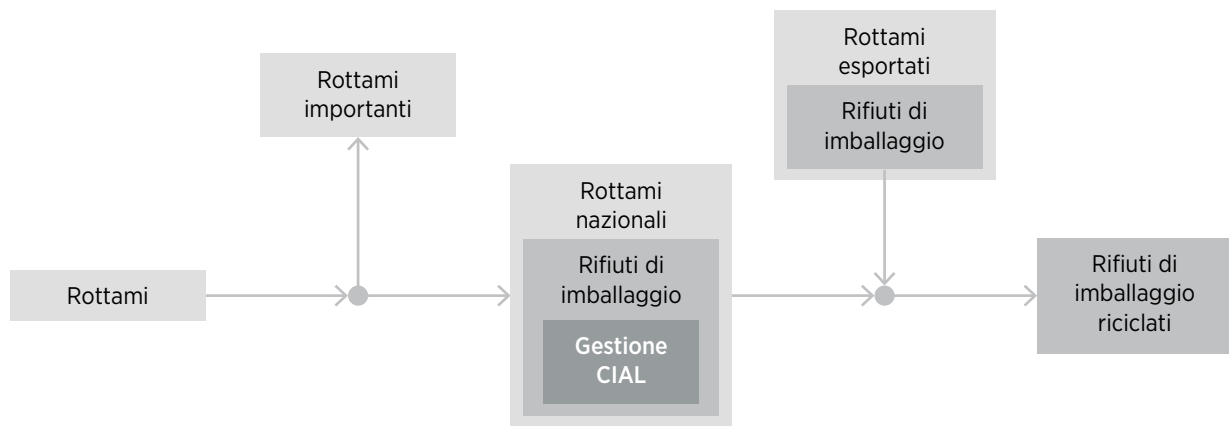 Rottami
Rottami
importanti
Rottami
nazionali
Rifiuti di
imballaggio
Gestione
CIAL
Rottami
esportati
Rifiuti di
imballaggio
Rifiuti di
imballaggio
riciclati